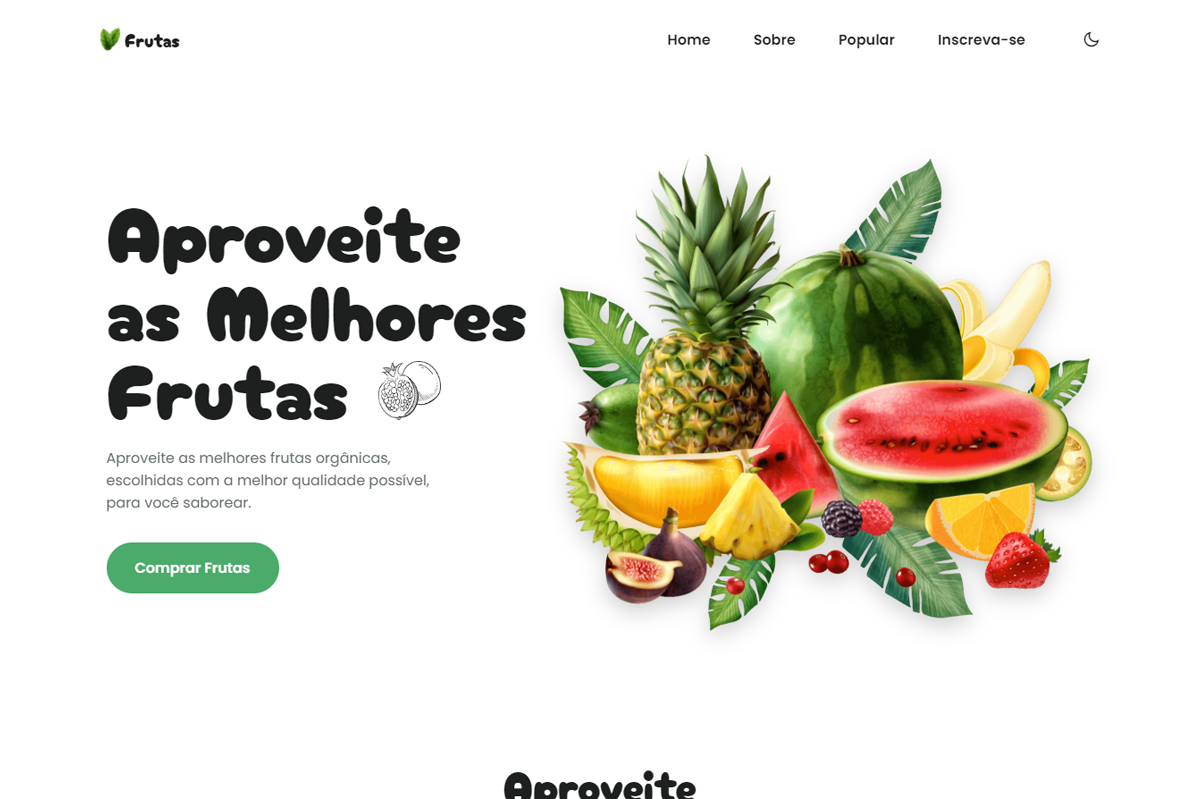 Frutas
Home
Sobre
Popular
Inscreva-se
Aproveite
as Melhores
Frutas
Aproveite as melhores frutas orgânicas,
escolhidas com a melhor qualidade possível,
para você saborear.
Comprar Frutas
Aproveite